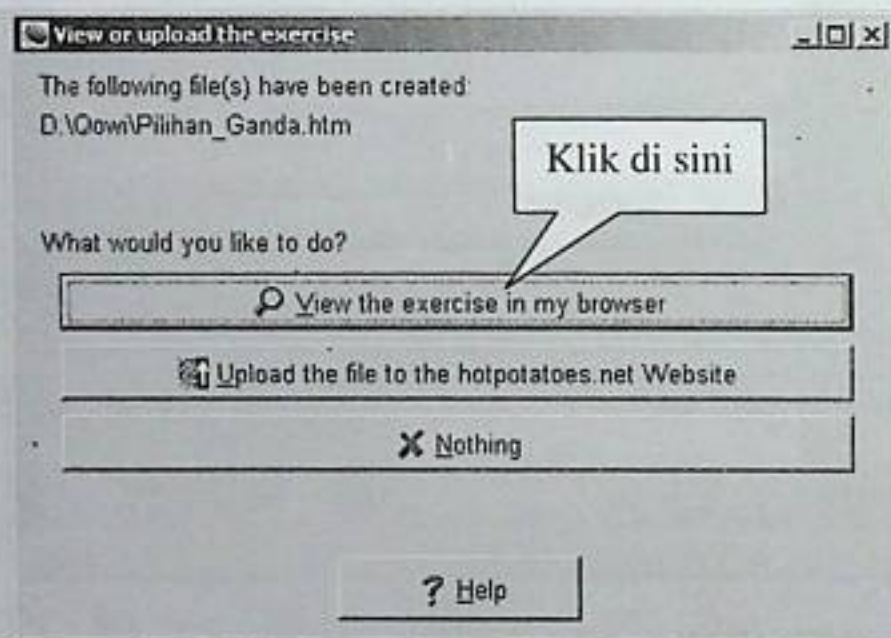 View or upload the exercise
The following file(s) have been created
D:\Qowi\Pilihan_Ganda.htm
Klik di sini
What would you like to do?
View the exercise in my browser
Upload the file to the hotpotatoes.net Website
Nothing
? Help